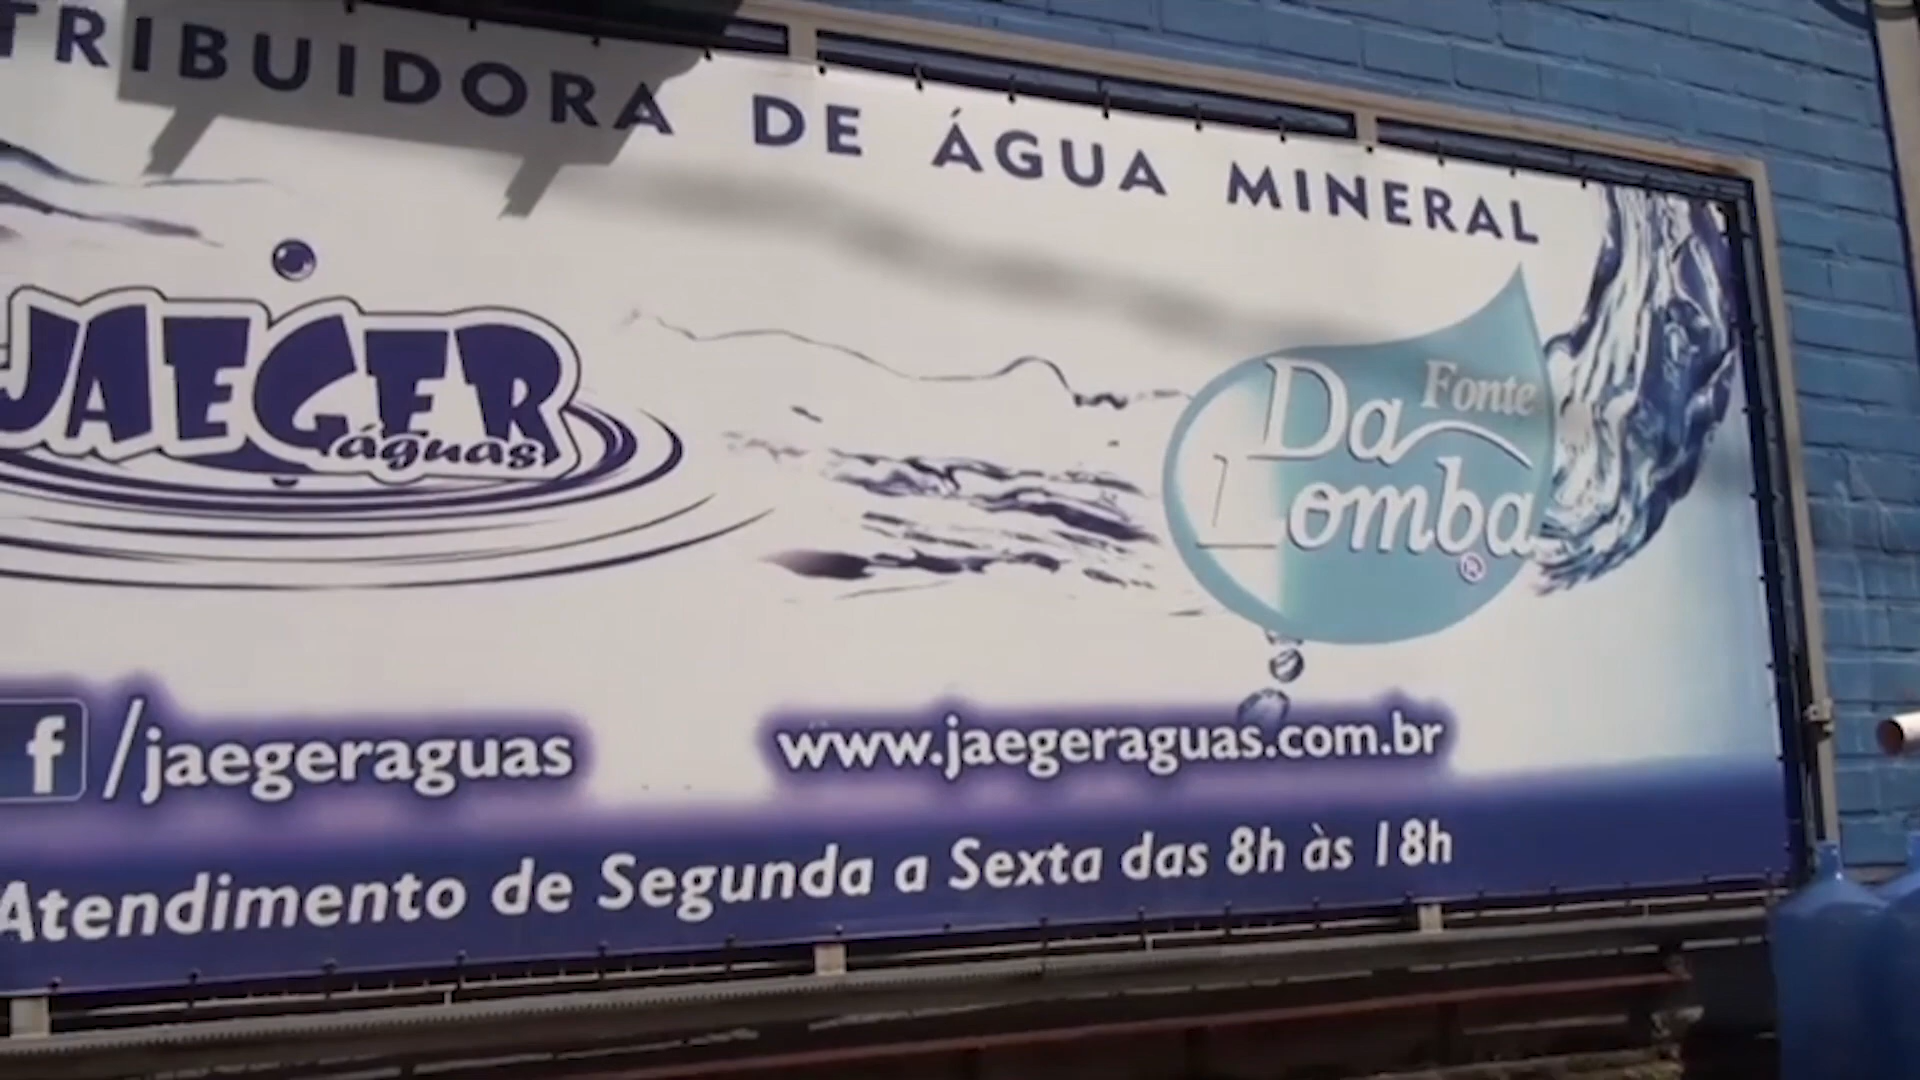 TRIBUIDORA DE ÁGUA MINERAL
JAEGER
águas
Fonte
Da
Lomba
®
f /jaegeraguas
www.jaegeraguas.com.br
Atendimento de Segunda a Sexta das 8h às 18h